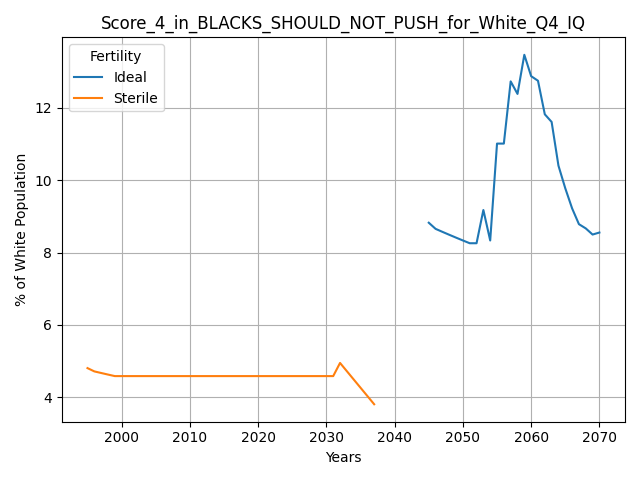 Score_4_in_BLACKS_SHOULD_NOT_PUSH_for_White_Q4_IQ
Fertility
Ideal
Sterile
% of White Population
12
10
8
6
4
2000 2010 2020 2030 2040 2050 2060 2070
Years